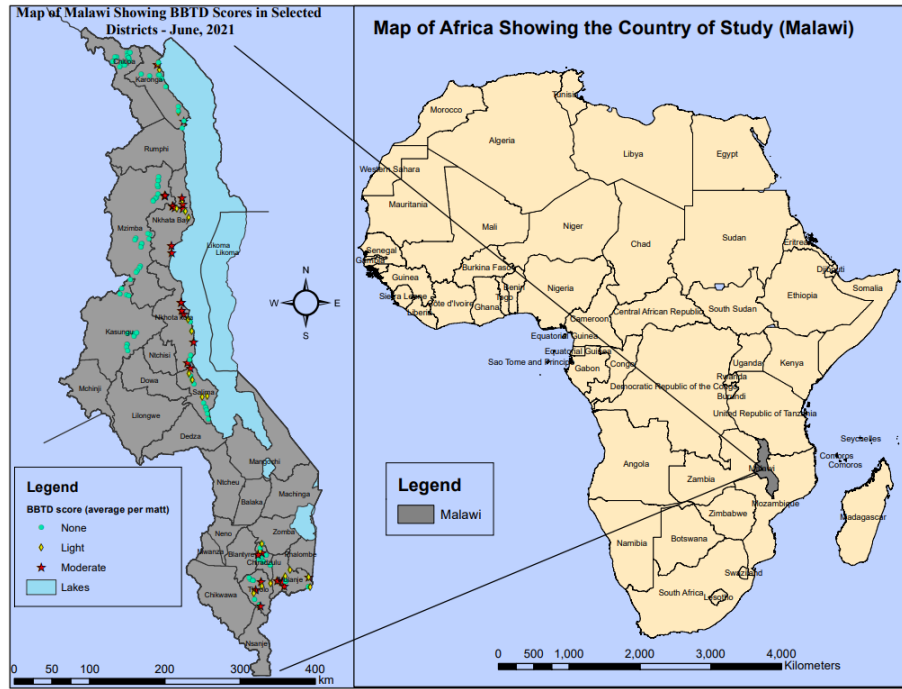 Map of Malawi Showing BBTD Scores in Selected
Districts - June, 2021
Chitipa
Karonga
Rumphi
Mzimba
Nkhata Bay
Likoma
Likoma
N
W
E
S
Kasungu
Nkhota Kota
Ntchisi
Mchinji
Dowa
Salima
Lilongwe
Dedza
Mangochi
Ntcheu
Balaka
Machinga
Neno
Zomba
Mwanza
Blantyre
Chiradzulu
Phalombe
Chikwawa
Thyolo
Mulanje
Nsanje
Legend
BBTD score (average per matt)
None
Light
Moderate
Lakes
0
100
200
300
400
km
Map of Africa Showing the Country of Study (Malawi)
Tunisia
Morocco
Algeria
Libya
Egypt
Western Sahara
Mauritania
Mali
Niger
Chad
Sudan
Eritrea
Senegal
Gambia
Burkina Faso
Djibouti
Guinea
Benin
Togo
Nigeria
Ethiopia
Somalia
Sierra Leone
Côte d'Ivoire
Ghana
Liberia
Cameroon
Central African Republic
South Sudan
Equatorial Guinea
Equatorial Guinea
Sao Tome and Principe
Gabon
Congo
Uganda
Kenya
Rwanda
Democratic Republic of the Congo
Burundi
United Republic of Tanzania
Seychelles
Angola
Malawi
Comoros
Comoros
Zambia
Mozambique
Zimbabwe
Madagascar
Namibia
Botswana
Swaziland
South Africa
Lesotho
Legend
Malawi
0
1,000
2,000
3,000
4,000
Kilometers